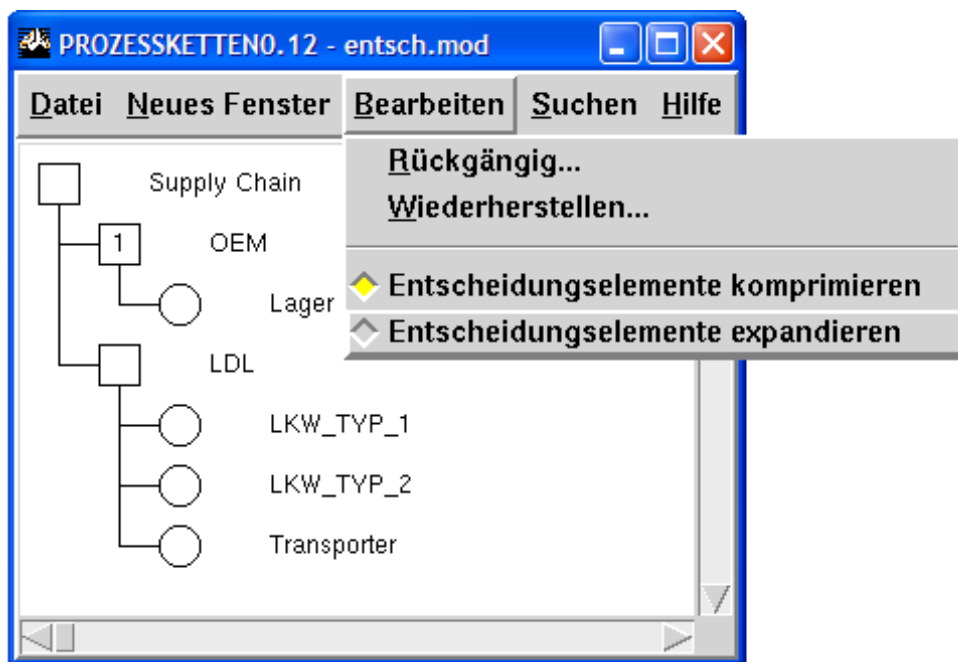 PROZESSKETTEN0.12 - entsch.mod
Datei Neues Fenster Bearbeiten Suchen Hilfe
Rückgängig...
Supply Chain
Wiederherstellen...
1 OEM
Entscheidungselemente komprimieren
Lager
Entscheidungselemente expandieren
LDL
LKW_TYP_1
LKW_TYP_2
Transporter